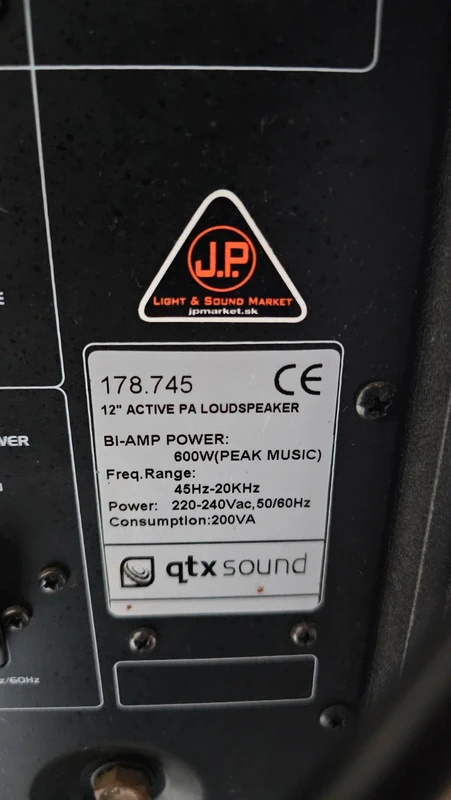 J.P.
LIGHT & SOUND MARKET
jpmarket.sk
178.745
CE
12" ACTIVE PA LOUDSPEAKER
BI-AMP POWER:
600W(PEAK MUSIC)
Freq.Range:
45Hz-20KHz
Power: 220-240Vac,50/60Hz
Consumption:200VA
qtx sound